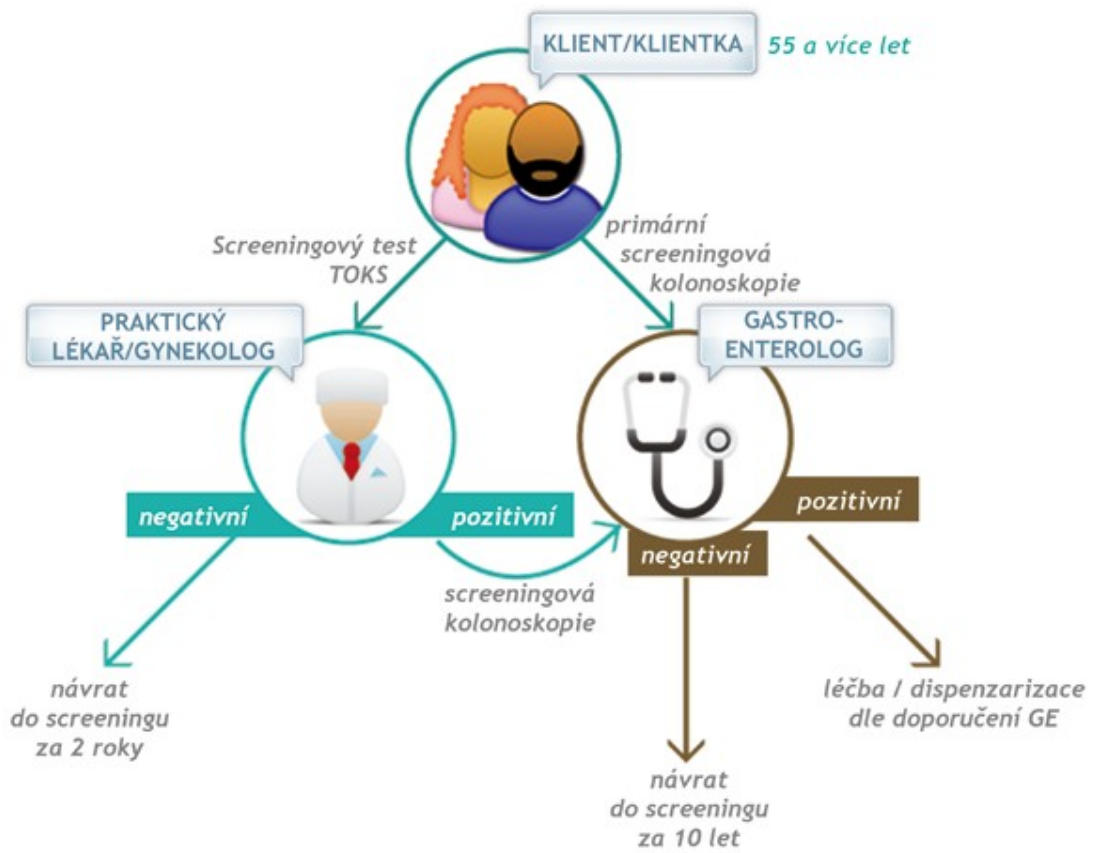 KLIENT/KLIENTKA
55 a více let
Screeningový test
TOKS
primární
screeningová
kolonoskopie
PRAKTICKÝ
LÉKAŘ/GYNEKOLOG
GASTRO-
ENTEROLOG
negativní
pozitivní
pozitivní
negativní
screeningová
kolonoskopie
návrat
do screeningu
za 2 roky
léčba / dispenzarizace
dle doporučení GE
návrat
do screeningu
za 10 let